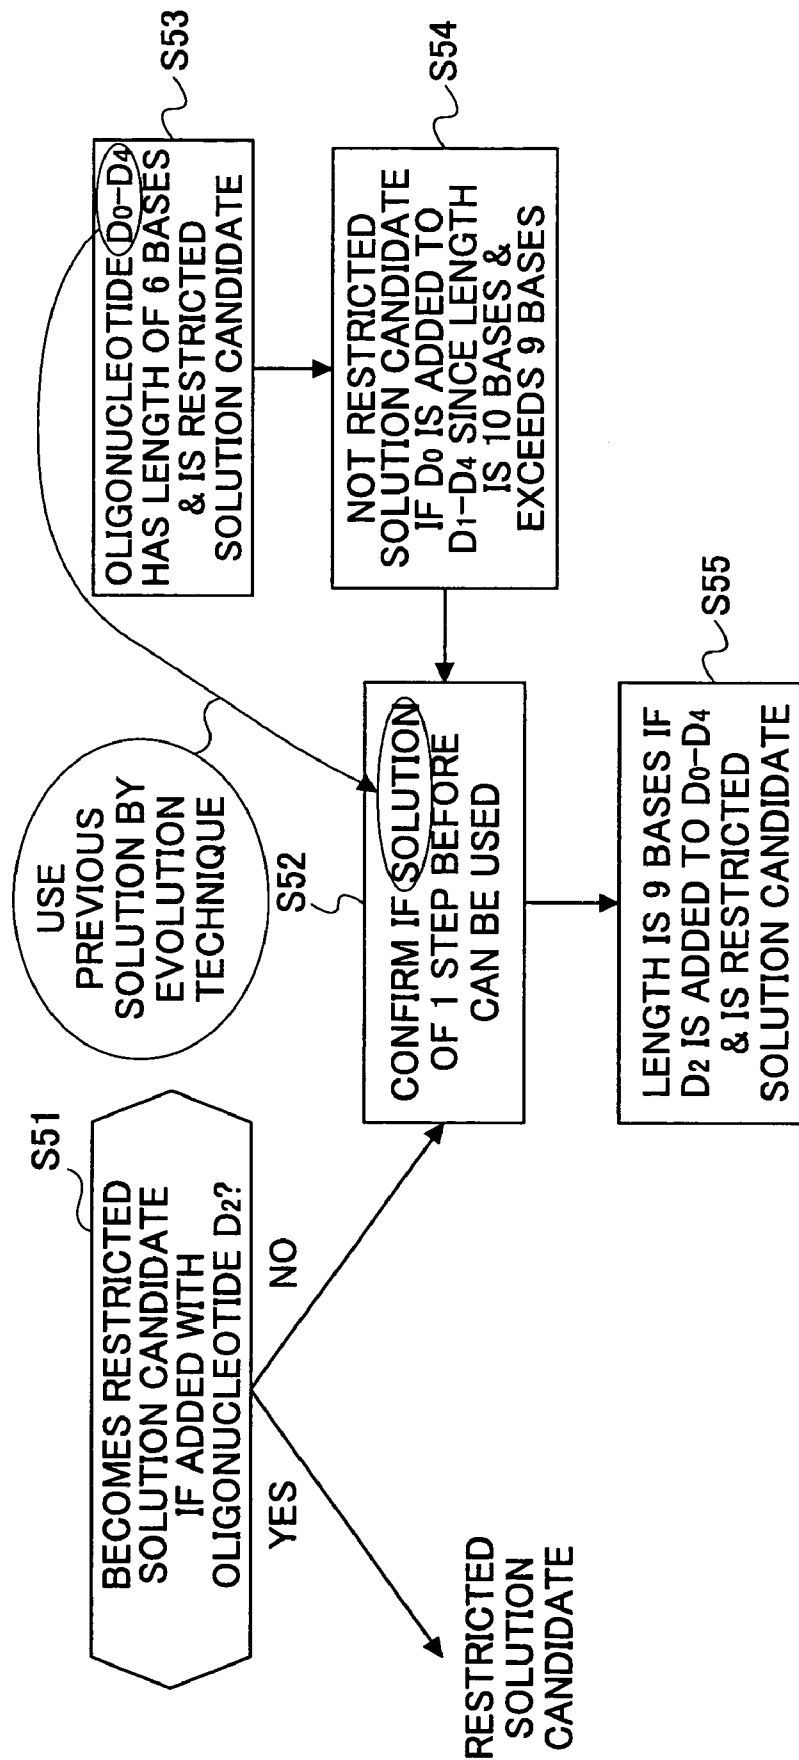 S51
BECOMES RESTRICTED
SOLUTION CANDIDATE
IF ADDED WITH
OLIGONUCLEOTIDE D2?
YES
NO
RESTRICTED
SOLUTION
CANDIDATE
USE
PREVIOUS
SOLUTION BY
EVOLUTION
TECHNIQUE
S52
CONFIRM IF SOLUTION
OF 1 STEP BEFORE
CAN BE USED
S53
OLIGONUCLEOTIDE D0-D4
HAS LENGTH OF 6 BASES
& IS RESTRICTED
SOLUTION CANDIDATE
S54
NOT RESTRICTED
SOLUTION CANDIDATE
IF D0 IS ADDED TO
D1-D4 SINCE LENGTH
IS 10 BASES &
EXCEEDS 9 BASES
S55
LENGTH IS 9 BASES IF
D2 IS ADDED TO D0-D4
& IS RESTRICTED
SOLUTION CANDIDATE